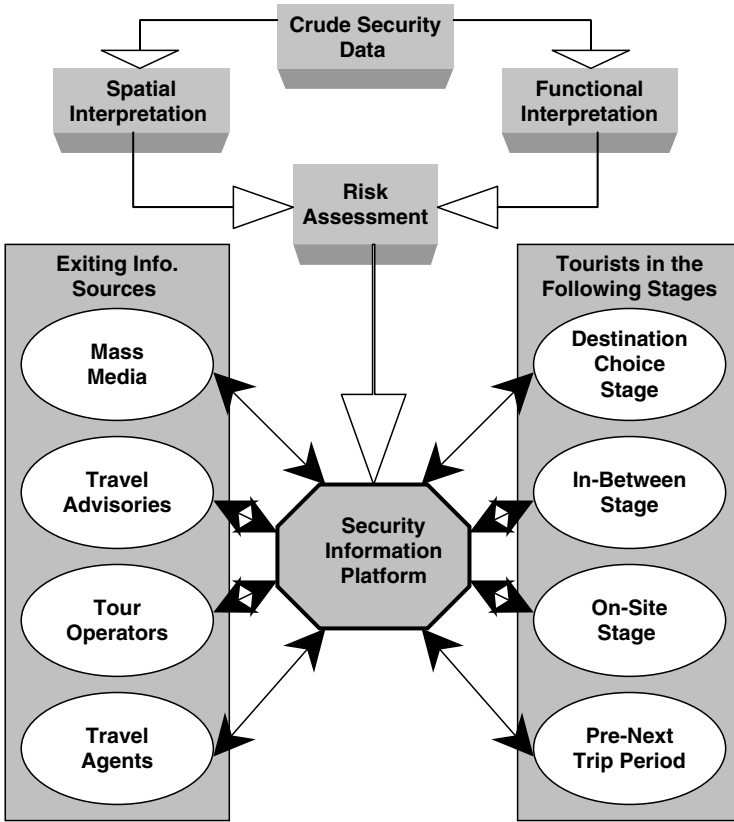 Crude Security
Data
Spatial
Interpretation
Functional
Interpretation
Risk
Assessment
Exiting Info.
Sources
Mass
Media
Travel
Advisories
Tour
Operators
Travel
Agents
Security
Information
Platform
Tourists in the
Following Stages
Destination
Choice
Stage
In-Between
Stage
On-Site
Stage
Pre-Next
Trip Period